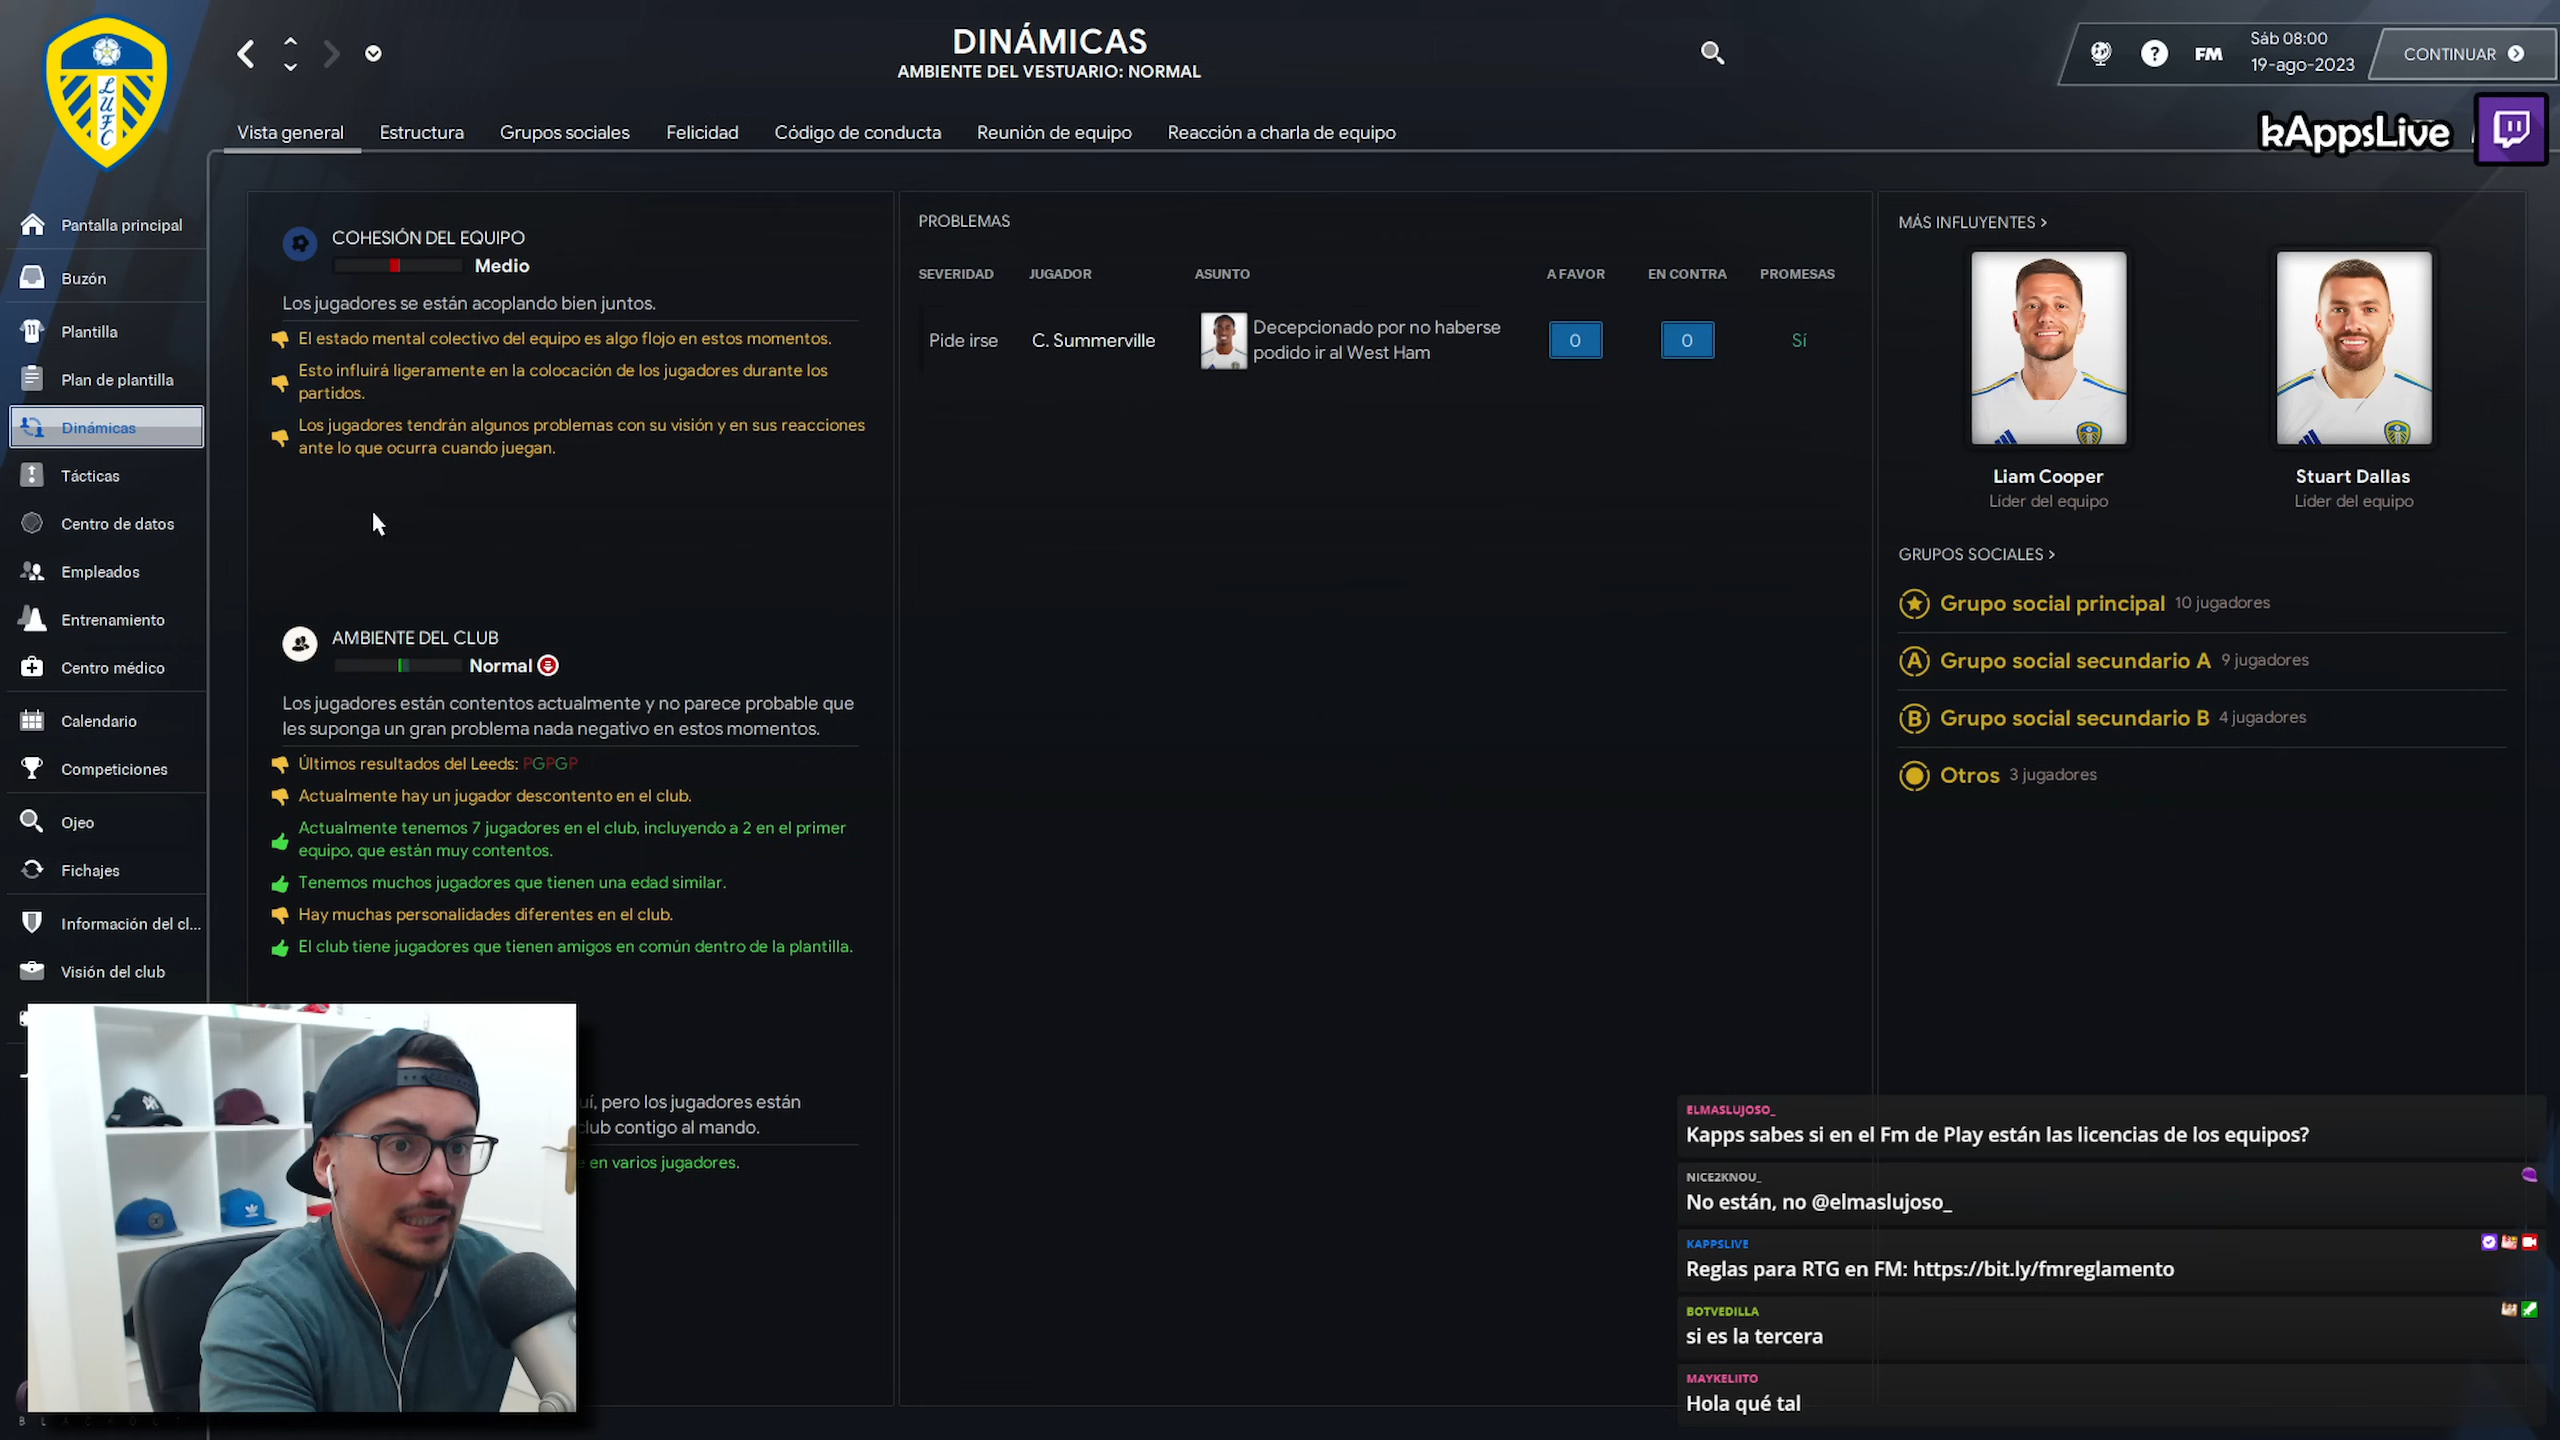 DINÁMICAS
AMBIENTE DEL VESTUARIO: NORMAL
FM
Sáb 08:00
19-ago-2023
CONTINUAR
LUFC
Vista general
Estructura
Grupos sociales
Felicidad
Código de conducta
Reunión de equipo
Reacción a charla de equipo
kAppsLive
Pantalla principal
Buzón
Plantilla
Plan de plantilla
Dinámicas
Tácticas
Centro de datos
Empleados
Entrenamiento
Centro médico
Calendario
Competiciones
Ojeo
Fichajes
Información del cl...
Visión del club
COHESIÓN DEL EQUIPO
Medio
Los jugadores se están acoplando bien juntos.
El estado mental colectivo del equipo es algo flojo en estos momentos.
Esto influirá ligeramente en la colocación de los jugadores durante los
partidos.
Los jugadores tendrán algunos problemas con su visión y en sus reacciones
ante lo que ocurra cuando juegan.
AMBIENTE DEL CLUB
Normal
Los jugadores están contentos actualmente y no parece probable que
les suponga un gran problema nada negativo en estos momentos.
Últimos resultados del Leeds: PGPGP
Actualmente hay un jugador descontento en el club.
Actualmente tenemos 7 jugadores en el club, incluyendo a 2 en el primer
equipo, que están muy contentos.
Tenemos muchos jugadores que tienen una edad similar.
Hay muchas personalidades diferentes en el club.
El club tiene jugadores que tienen amigos en común dentro de la plantilla.
uí, pero los jugadores están
club contigo al mando.
e en varios jugadores.
PROBLEMAS
SEVERIDAD JUGADOR ASUNTO A FAVOR EN CONTRA PROMESAS
Pide irse C. Summerville Decepcionado por no haberse 0 0 Sí
podido ir al West Ham
MÁS INFLUYENTES >
Liam Cooper
Líder del equipo
Stuart Dallas
Líder del equipo
GRUPOS SOCIALES >
Grupo social principal 10 jugadores
A Grupo social secundario A 9 jugadores
B Grupo social secundario B 4 jugadores
Otros 3 jugadores
ELMASLUJOSO_
Kapps sabes si en el Fm de Play están las licencias de los equipos?
NICE2KNOU_
No están, no @elmaslujoso_
KAPPSLIVE
Reglas para RTG en FM: https://bit.ly/fmreglamento
BOTVEDILLA
si es la tercera
MAYKELIITO
Hola qué tal